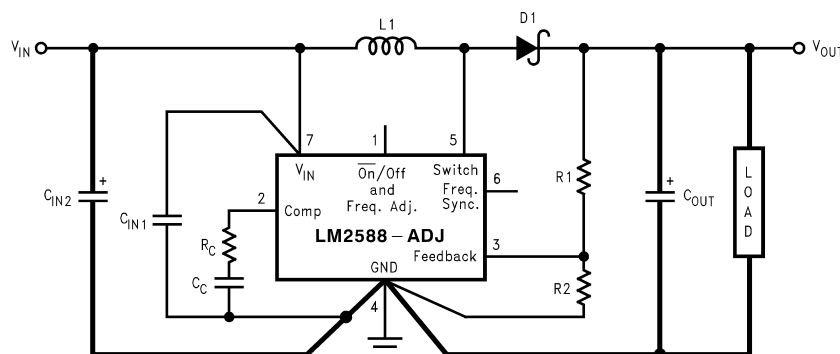 L1
D1
VIN
VOUT
7
1
5
VIN
On/Off
and
Freq. Adj.
Switch
Freq.
Sync.
6
R1
CIN2
+
CIN1
2
Comp
RC
LM2588-ADJ
Feedback
3
COUT
+
LOAD
CC
GND
4
R2